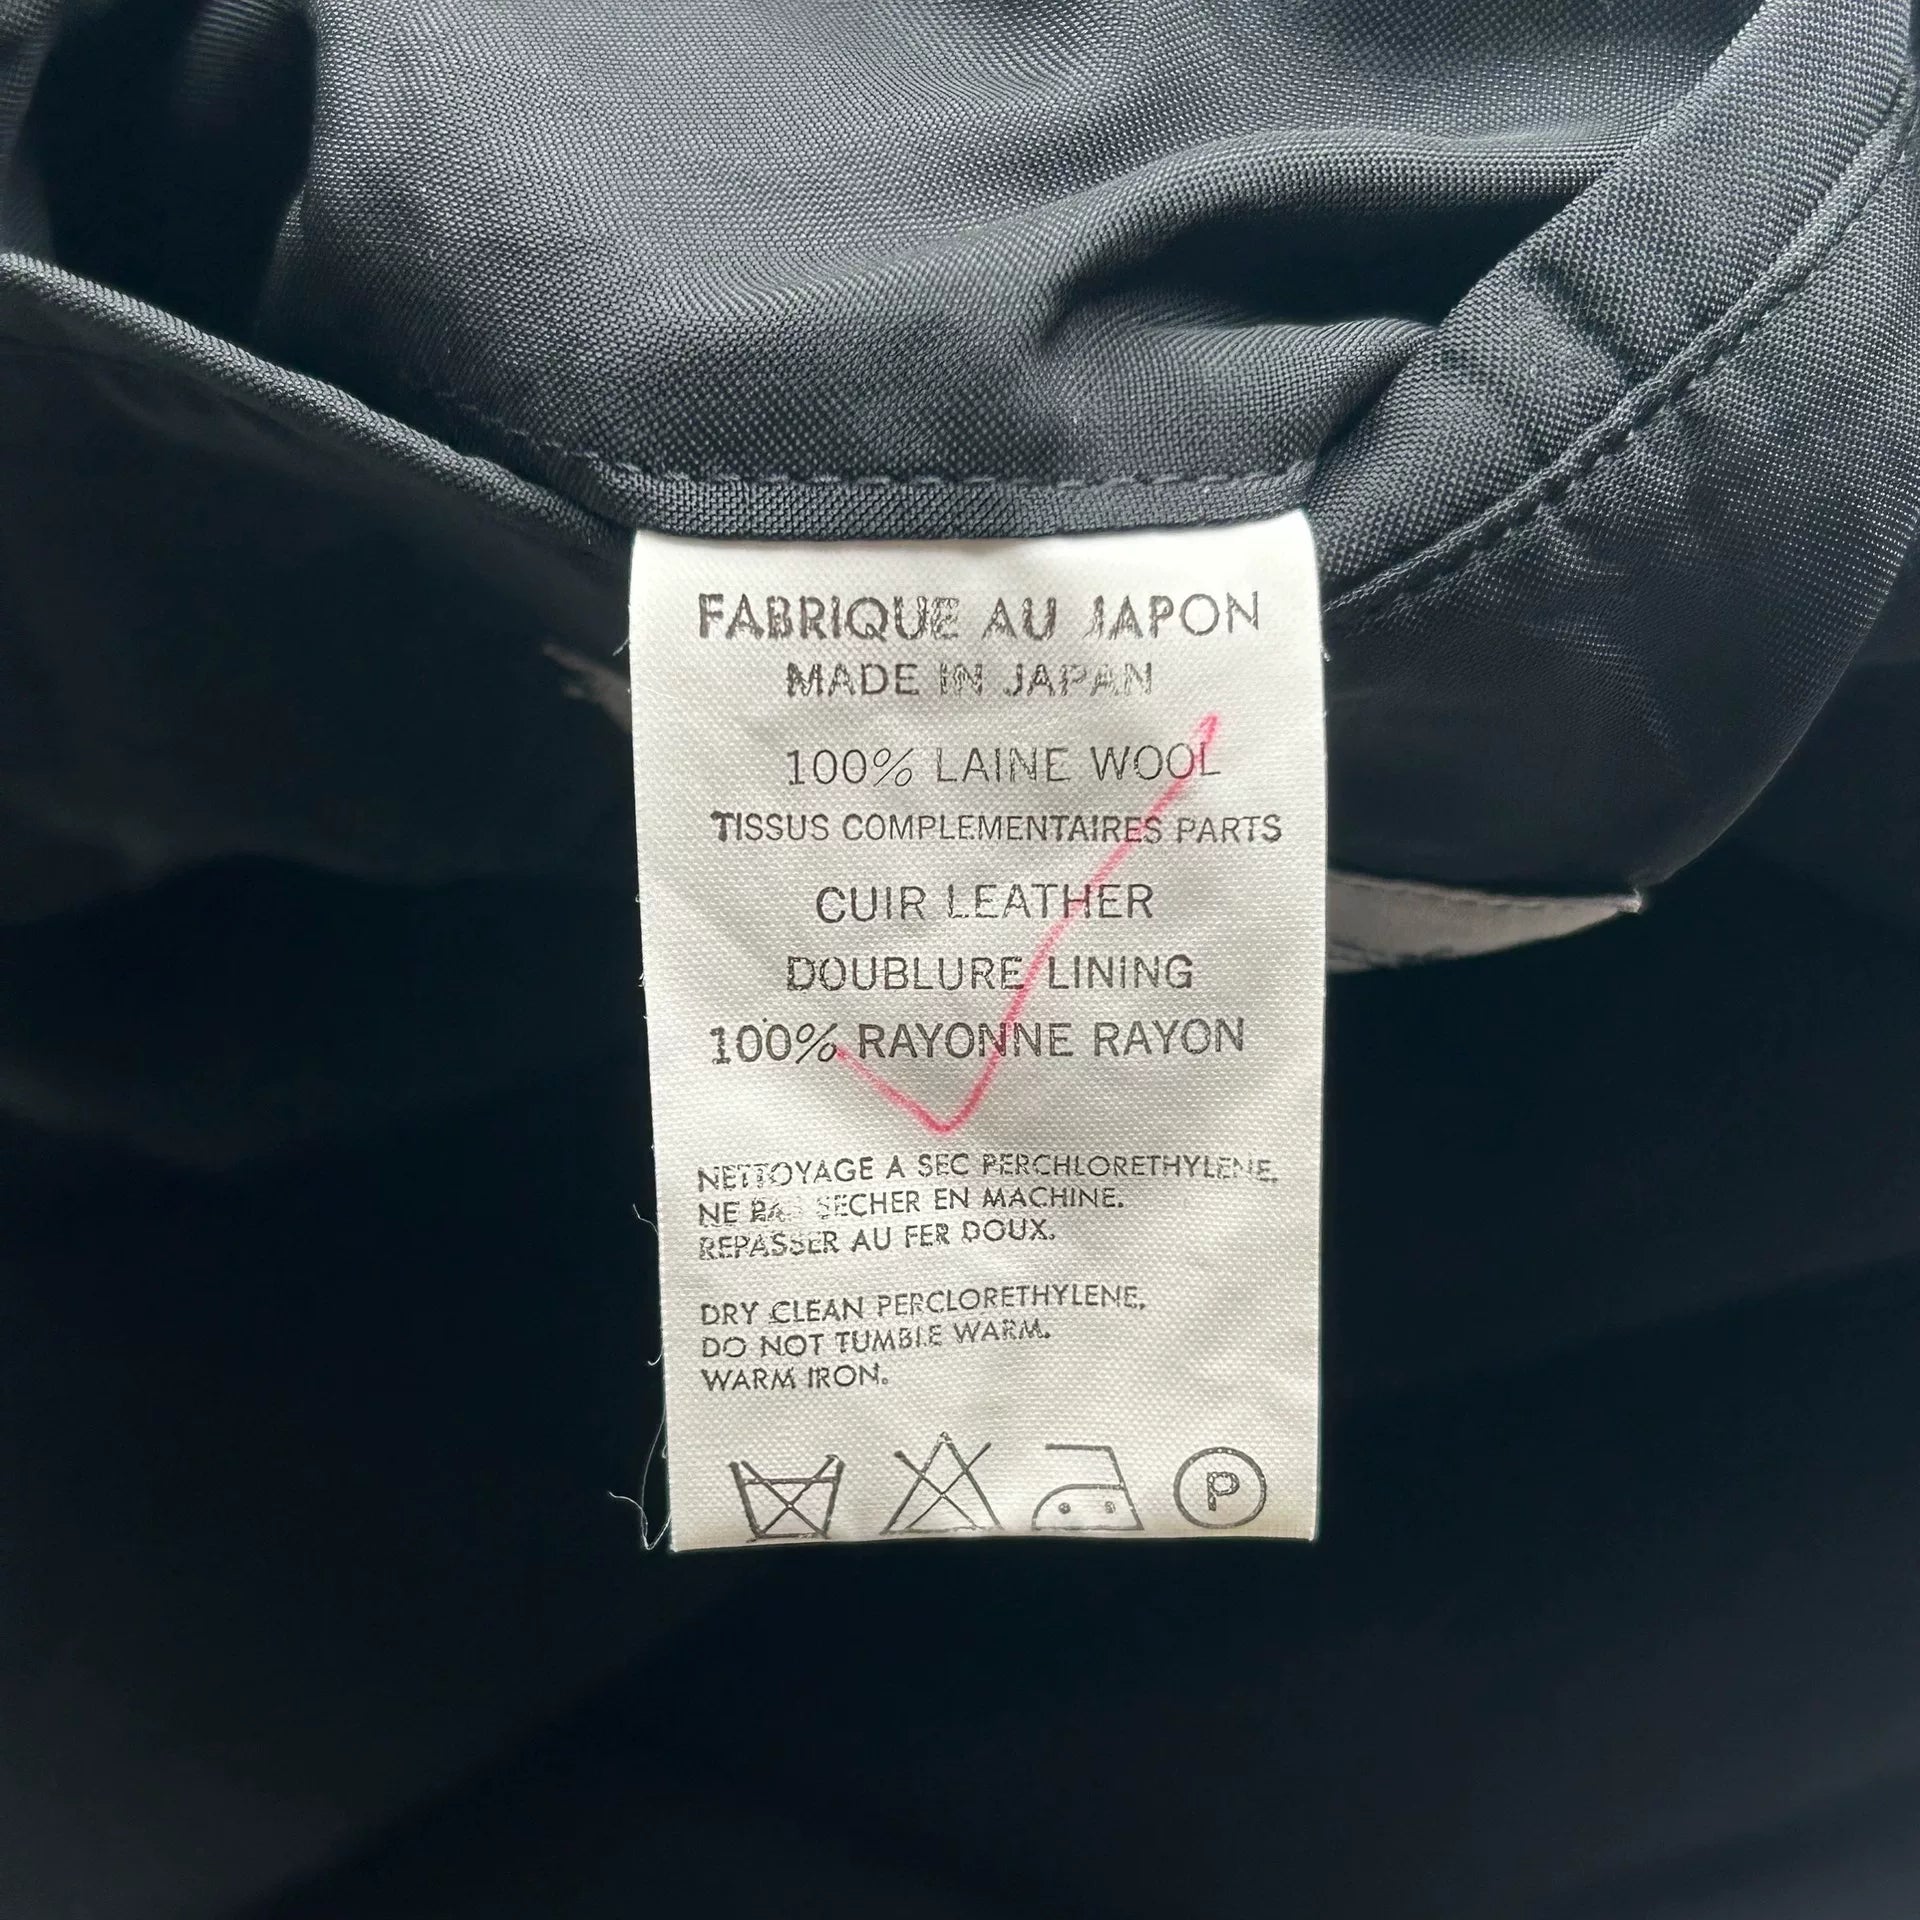 FABRIQUE AU JAPON
MADE IN JAPAN
100% LAINE WOOL
TISSUS COMPLEMENTAIRES PARTS
CUIR LEATHER
DOUBLURE LINING
100% RAYONNE RAYON
NETTOYAGE A SEC PERCHLORETHYLENE.
NE PAS SECHER EN MACHINE.
REPASSER AU FER DOUX.
DRY CLEAN PERCLORETHYLENE.
DO NOT TUMBLE WARM.
WARM IRON.
P